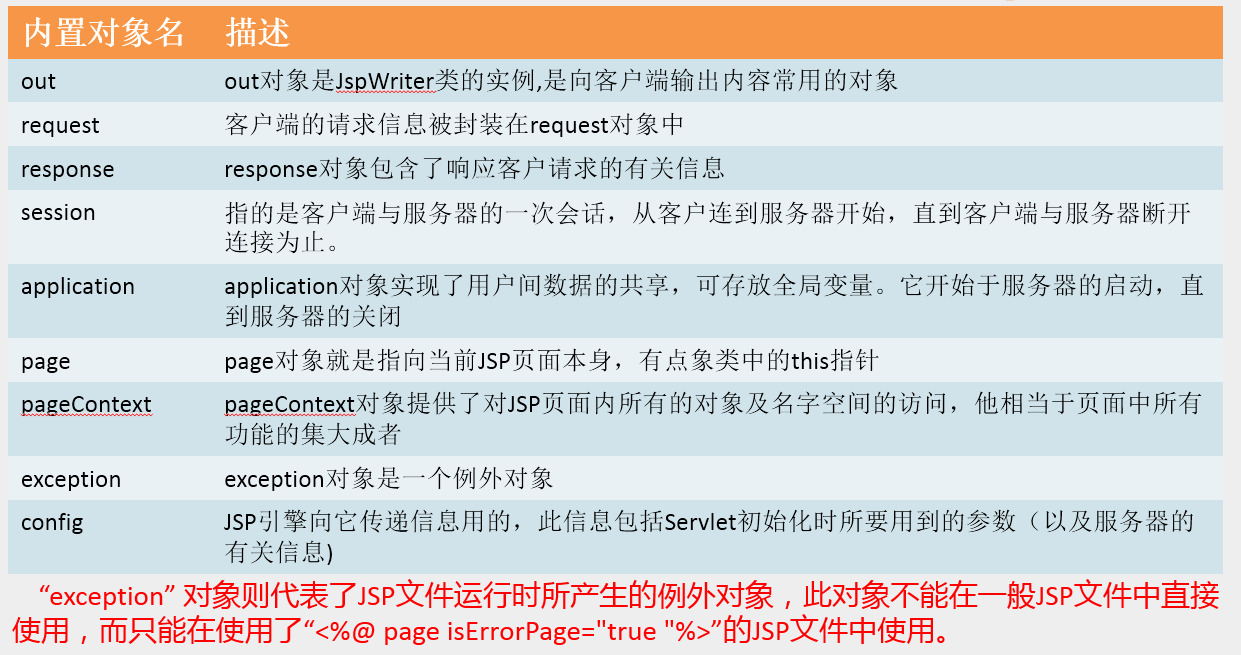 内置对象名 描述
out out对象是JspWriter类的实例,是向客户端输出内容常用的对象
request 客户端的请求信息被封装在request对象中
response response对象包含了响应客户请求的有关信息
session 指的是客户端与服务器的一次会话，从客户连到服务器开始，直到客户端与服务器断开
连接为止。
application application对象实现了用户间数据的共享，可存放全局变量。它开始于服务器的启动，直
到服务器的关闭
page page对象就是指向当前JSP页面本身，有点象类中的this指针
pageContext pageContext对象提供了对JSP页面内所有的对象及名字空间的访问，他相当于页面中所有
功能的集大成者
exception exception对象是一个例外对象
config JSP引擎向它传递信息用的，此信息包括Servlet初始化时所要用到的参数（以及服务器的
有关信息)
“exception” 对象则代表了JSP文件运行时所产生的例外对象，此对象不能在一般JSP文件中直接
使用，而只能在使用了“<%@ page isErrorPage="true "%>”的JSP文件中使用。